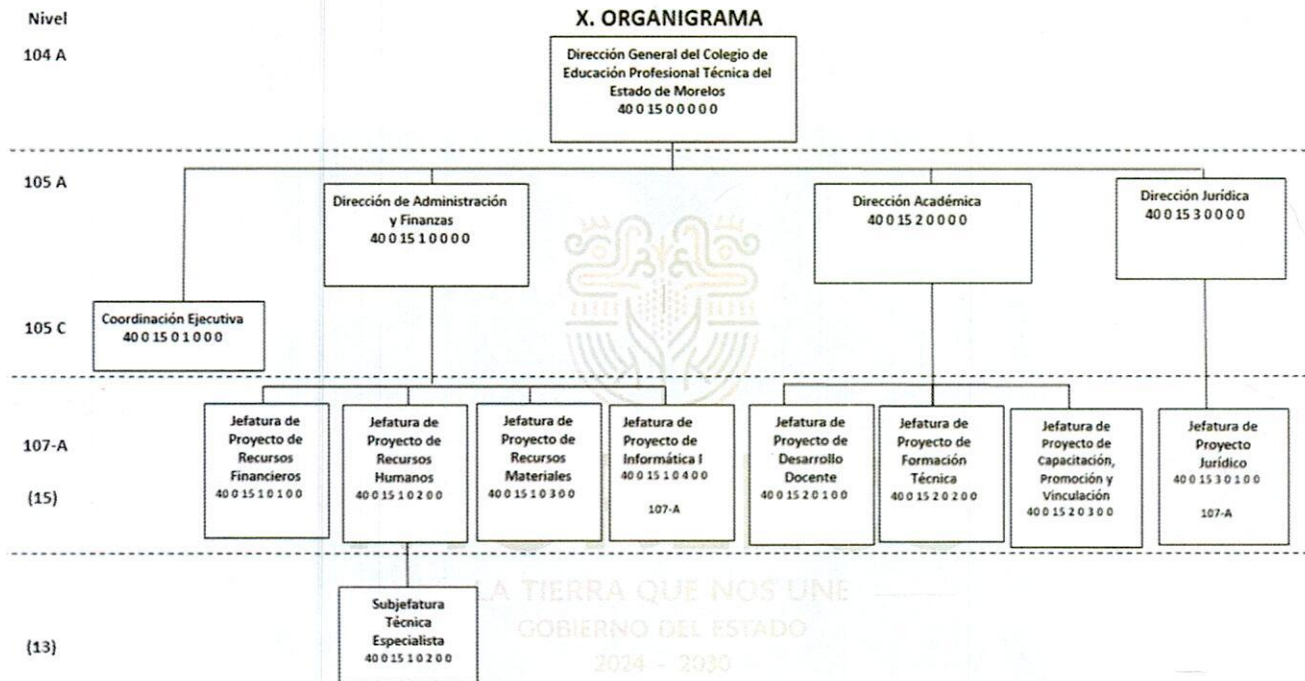 Nivel
X. ORGANIGRAMA
104 A
Dirección General del Colegio de
Educación Profesional Técnica del
Estado de Morelos
40 0 15 0 0 0 0 0
105 A
Dirección de Administración
y Finanzas
40 0 15 1 0 0 0 0
Dirección Académica
40 0 15 2 0 0 0 0
Dirección Jurídica
40 0 15 3 0 0 0 0
105 C
Coordinación Ejecutiva
40 0 15 0 1 0 0 0
107-A
(15)
Jefatura de
Proyecto de
Recursos
Financieros
40 0 15 1 0 1 0 0
Jefatura de
Proyecto de
Recursos
Humanos
40 0 15 1 0 2 0 0
Jefatura de
Proyecto de
Recursos
Materiales
40 0 15 1 0 3 0 0
Jefatura de
Proyecto de
Informática I
40 0 15 1 0 4 0 0
107-A
Jefatura de
Proyecto de
Desarrollo
Docente
40 0 15 2 0 1 0 0
Jefatura de
Proyecto de
Formación
Técnica
40 0 15 2 0 2 0 0
Jefatura de
Proyecto de
Capacitación,
Promoción y
Vinculación
40 0 15 2 0 3 0 0
Jefatura de
Proyecto
Jurídico
40 0 15 3 0 1 0 0
107-A
(13)
Subjefatura
Técnica
Especialista
40 0 15 1 0 2 0 0
LA TIERRA QUE NOS UNE
GOBIERNO DEL ESTADO
2024 - 2030